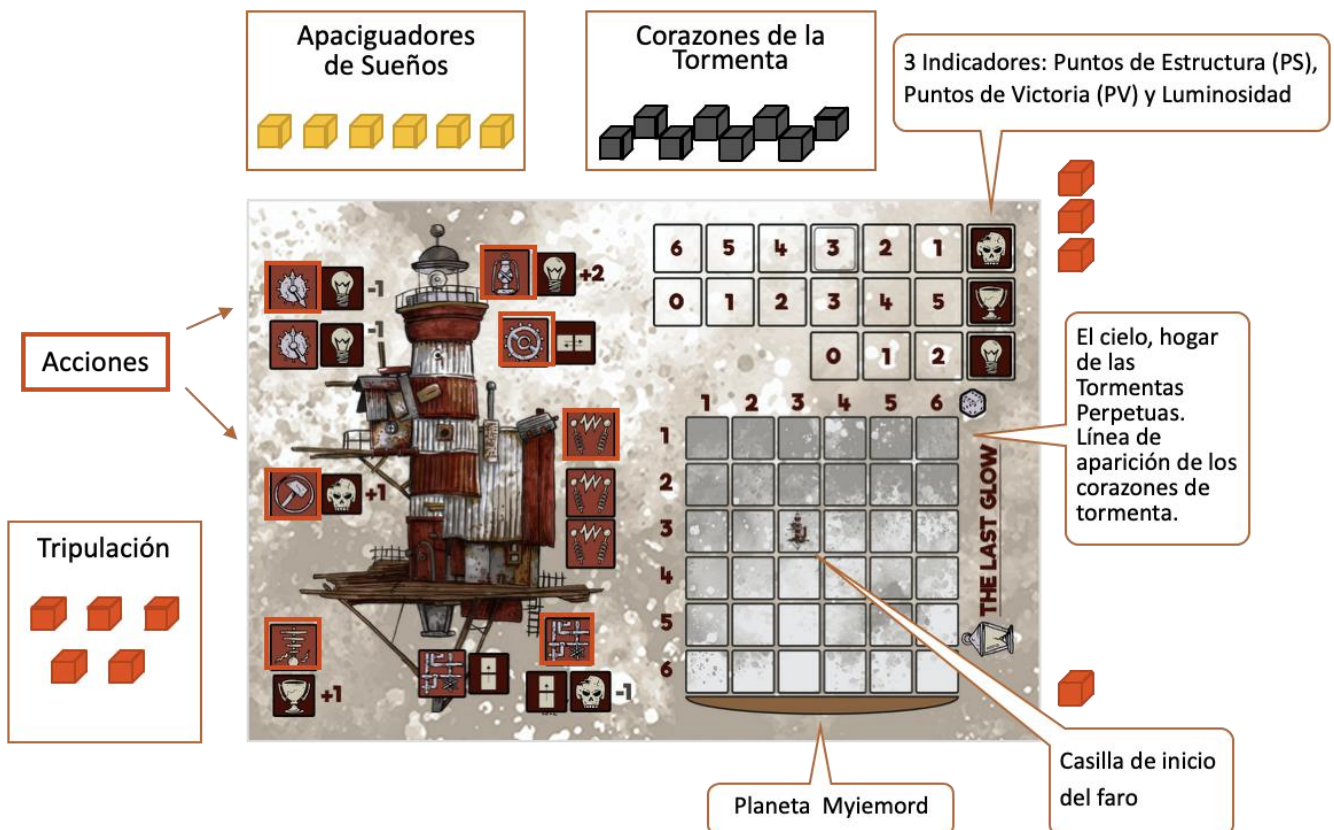 Apaciguadores
de Sueños
Corazones de la
Tormenta
3 Indicadores: Puntos de Estructura (PS),
Puntos de Victoria (PV) y Luminosidad
Acciones
-1
+2
-1
+1
+1
-1
6 5 4 3 2 1
0 1 2 3 4 5
0 1 2
1 2 3 4 5 6
1
2
3
4
5
6
THE LAST GLOW
El cielo, hogar
de las
Tormentas
Perpetuas.
Línea de
aparición de los
corazones de
tormenta.
Tripulación
Planeta Myiemord
Casilla de inicio
del faro